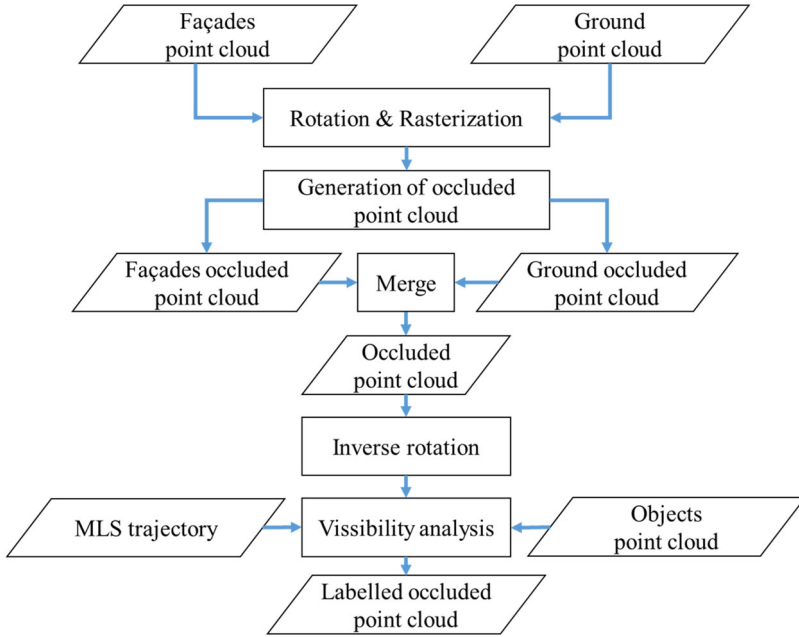 Façades
point cloud
Ground
point cloud
Rotation & Rasterization
Generation of occluded
point cloud
Façades occluded
point cloud
Merge
Ground occluded
point cloud
Occluded
point cloud
Inverse rotation
MLS trajectory
Vissibility analysis
Objects
point cloud
Labelled occluded
point cloud